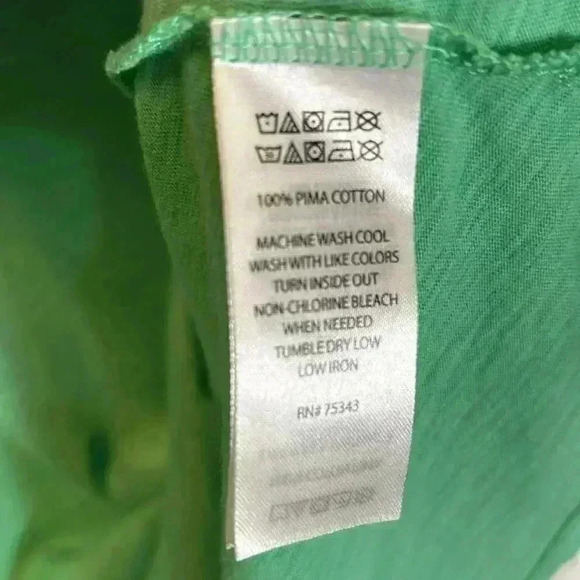 100% PIMA COTTON
MACHINE WASH COOL
WASH WITH LIKE COLORS
TURN INSIDE OUT
NON-CHLORINE BLEACH
WHEN NEEDED
TUMBLE DRY LOW
LOW IRON
RN# 75343